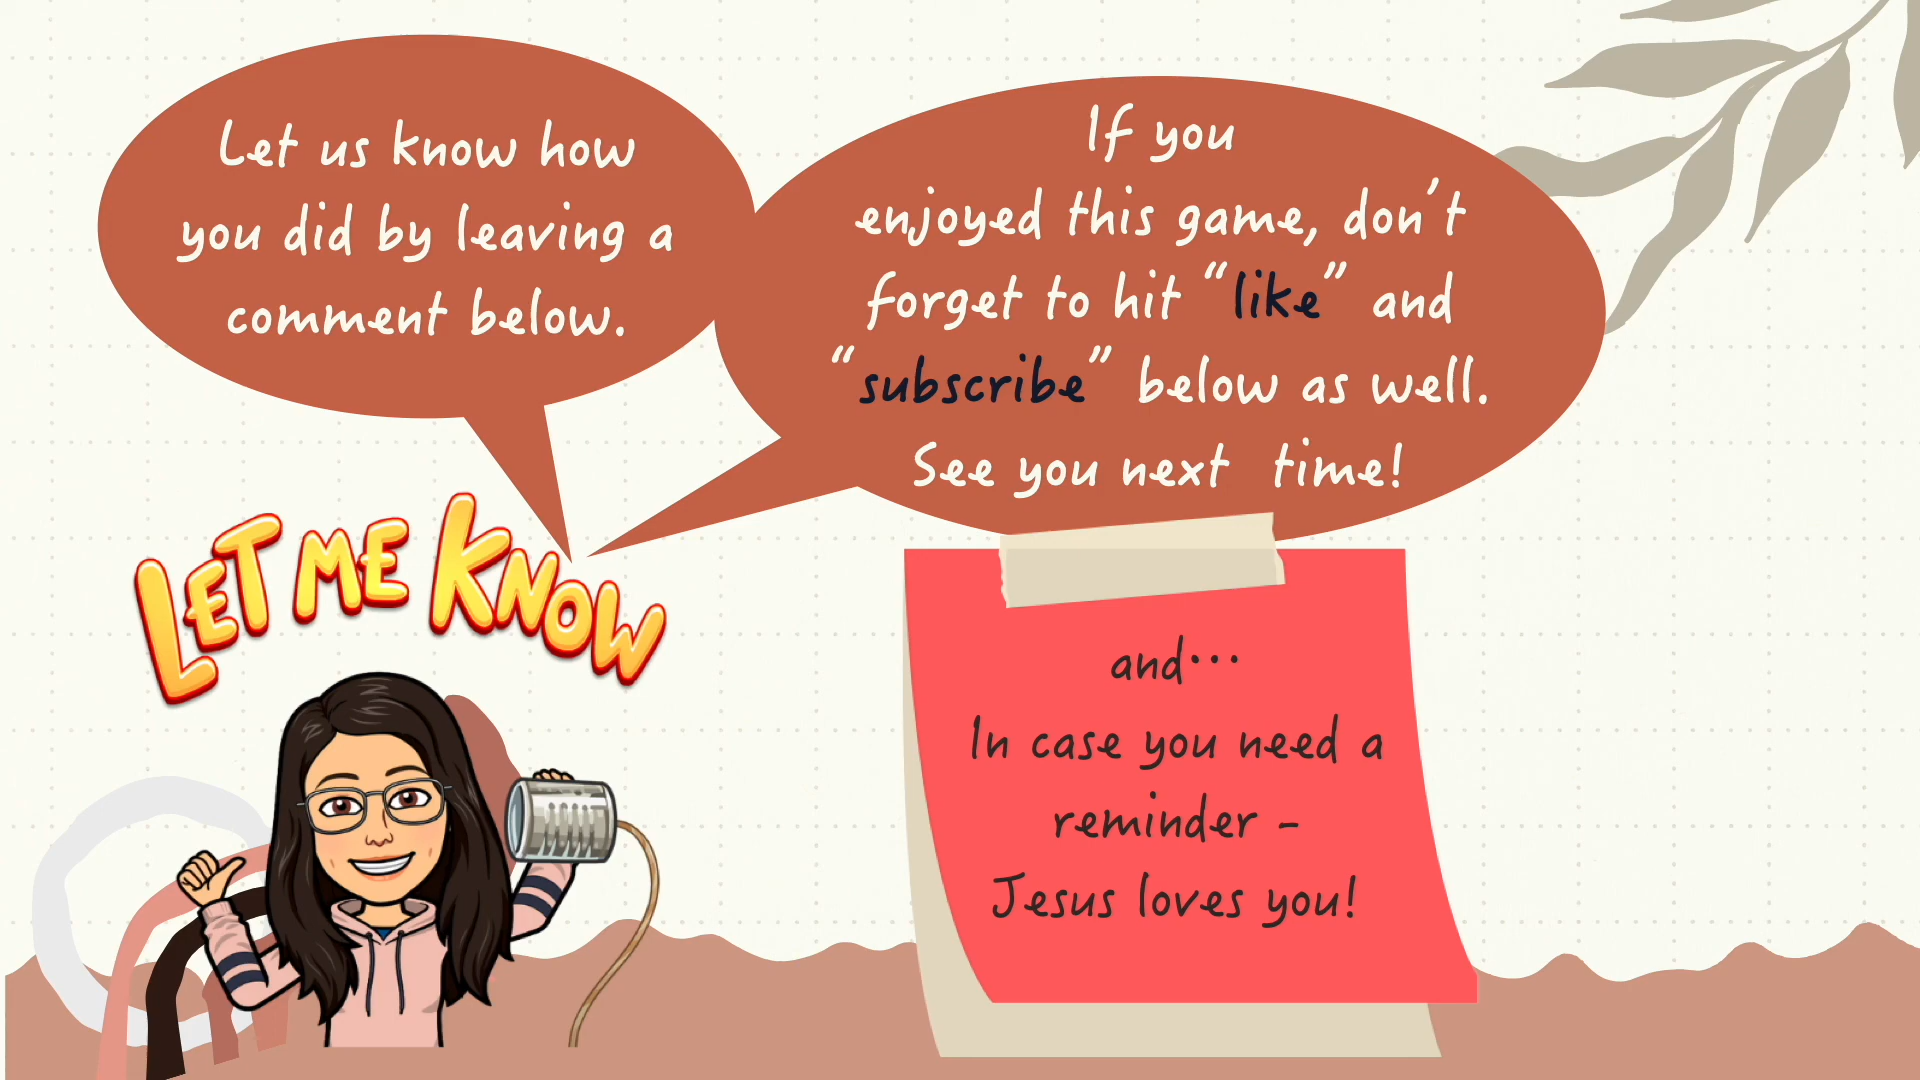 Let us know how
you did by leaving a
comment below.
If you
enjoyed this game, don't
forget to hit “like” and
“subscribe” below as well.
See you next time!
LET ME KNOW
and...
In case you need a
reminder -
Jesus loves you!